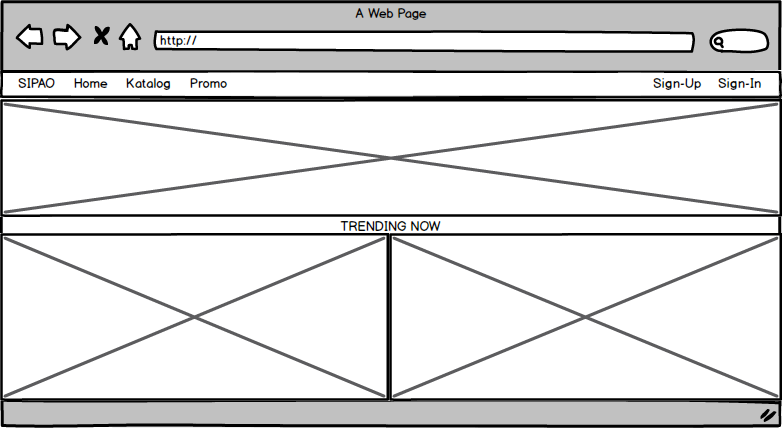 A Web Page
http://
SIPAO Home Katalog Promo Sign-Up Sign-In
TRENDING NOW